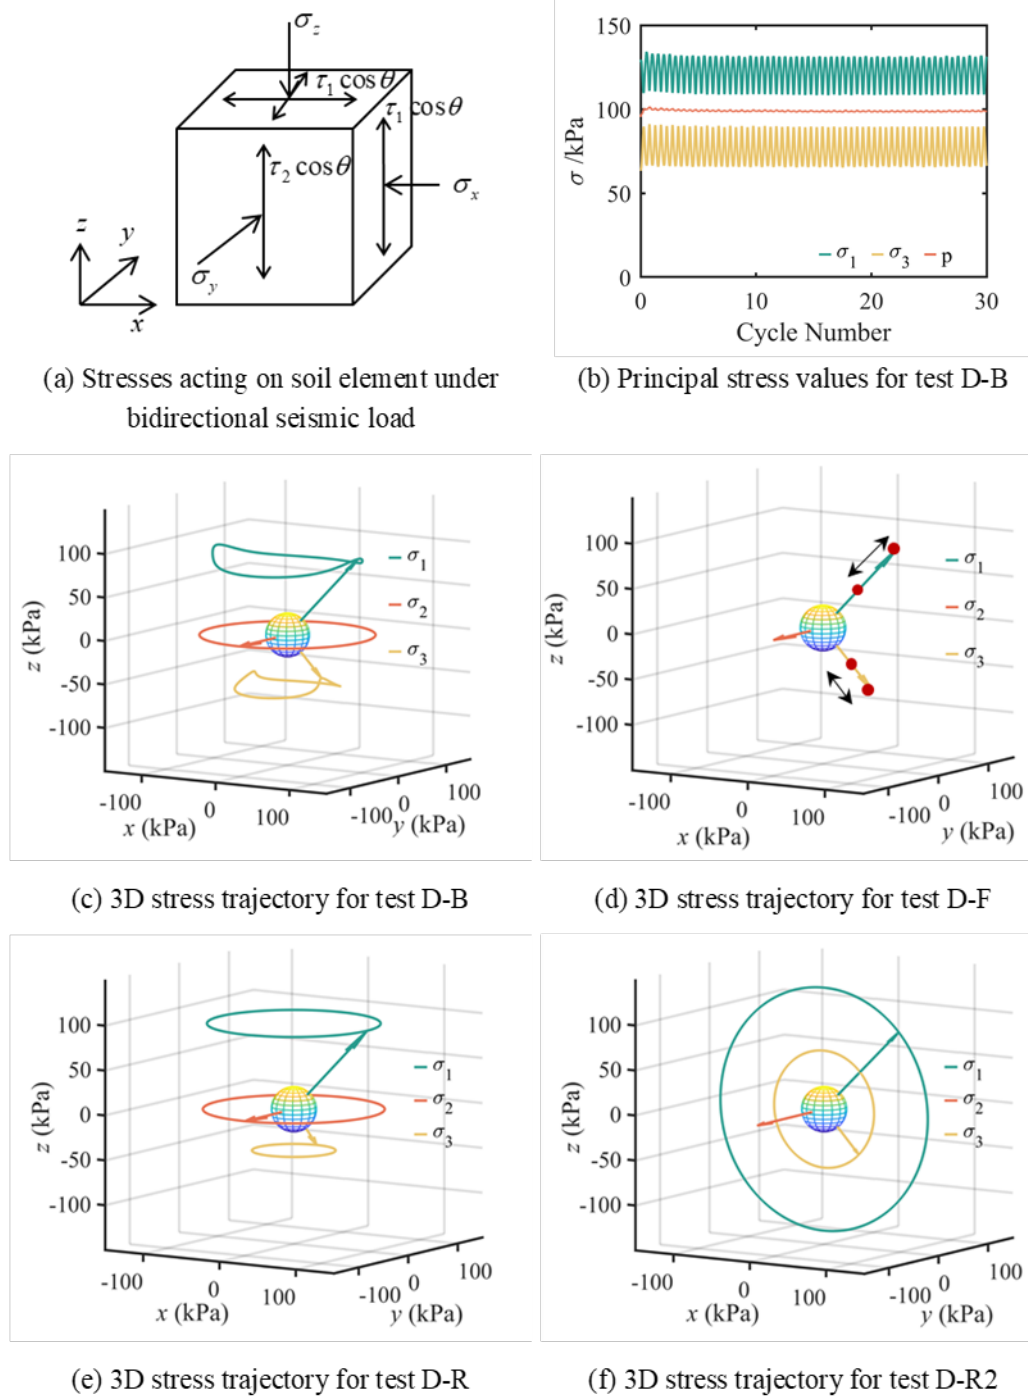 σz
τ1 cosθ
τ1 cosθ
τ2 cosθ
σx
σy
z
y
x
150
100
50
0
σ /kPa
0 10 20 30
Cycle Number
σ1 σ3 p
(a) Stresses acting on soil element under
bidirectional seismic load
(b) Principal stress values for test D-B
100
50
0
-50
-100
z (kPa)
σ1
σ2
σ3
-100 0 100
x (kPa)
-100 0 100
y (kPa)
100
50
0
-50
-100
z (kPa)
σ1
σ2
σ3
-100 0 100
x (kPa)
-100 0 100
y (kPa)
(c) 3D stress trajectory for test D-B
(d) 3D stress trajectory for test D-F
100
50
0
-50
-100
z (kPa)
σ1
σ2
σ3
-100 0 100
x (kPa)
-100 0 100
y (kPa)
100
50
0
-50
-100
z (kPa)
σ1
σ2
σ3
-100 0 100
x (kPa)
-100 0 100
y (kPa)
(e) 3D stress trajectory for test D-R
(f) 3D stress trajectory for test D-R2